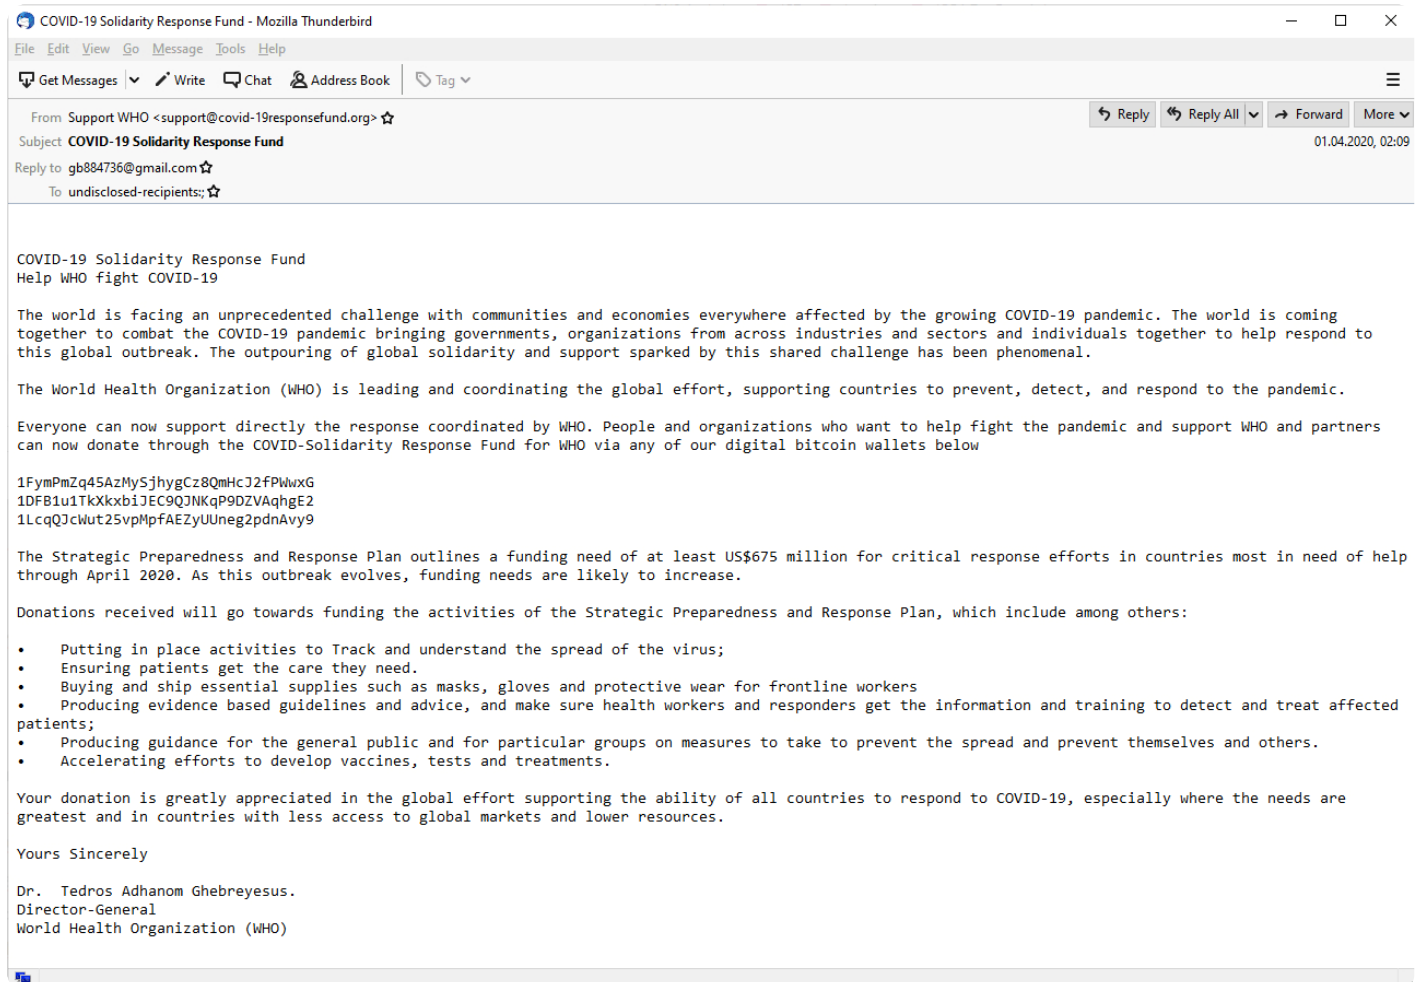 COVID-19 Solidarity Response Fund - Mozilla Thunderbird
File Edit View Go Message Tools Help
Get Messages Write Chat Address Book Tag
From Support WHO <support@covid-19responsefund.org> Reply Reply All Forward More
Subject COVID-19 Solidarity Response Fund 01.04.2020, 02:09
Reply to gb884736@gmail.com
To undisclosed-recipients:;
COVID-19 Solidarity Response Fund
Help WHO fight COVID-19
The world is facing an unprecedented challenge with communities and economies everywhere affected by the growing COVID-19 pandemic. The world is coming
together to combat the COVID-19 pandemic bringing governments, organizations from across industries and sectors and individuals together to help respond to
this global outbreak. The outpouring of global solidarity and support sparked by this shared challenge has been phenomenal.
The World Health Organization (WHO) is leading and coordinating the global effort, supporting countries to prevent, detect, and respond to the pandemic.
Everyone can now support directly the response coordinated by WHO. People and organizations who want to help fight the pandemic and support WHO and partners
can now donate through the COVID-Solidarity Response Fund for WHO via any of our digital bitcoin wallets below
1FymPmZq45AzMySjhygCz8QmHcJ2fPWwxG
1DFB1u1TkXkxbiJEC9QJNKqP9DZVAqhgE2
1LcqQJcWut25vpMpfAEZyUUneg2pdnAvy9
The Strategic Preparedness and Response Plan outlines a funding need of at least US$675 million for critical response efforts in countries most in need of help
through April 2020. As this outbreak evolves, funding needs are likely to increase.
Donations received will go towards funding the activities of the Strategic Preparedness and Response Plan, which include among others:
• Putting in place activities to Track and understand the spread of the virus;
• Ensuring patients get the care they need.
• Buying and ship essential supplies such as masks, gloves and protective wear for frontline workers
• Producing evidence based guidelines and advice, and make sure health workers and responders get the information and training to detect and treat affected
patients;
• Producing guidance for the general public and for particular groups on measures to take to prevent the spread and prevent themselves and others.
• Accelerating efforts to develop vaccines, tests and treatments.
Your donation is greatly appreciated in the global effort supporting the ability of all countries to respond to COVID-19, especially where the needs are
greatest and in countries with less access to global markets and lower resources.
Yours Sincerely
Dr. Tedros Adhanom Ghebreyesus.
Director-General
World Health Organization (WHO)